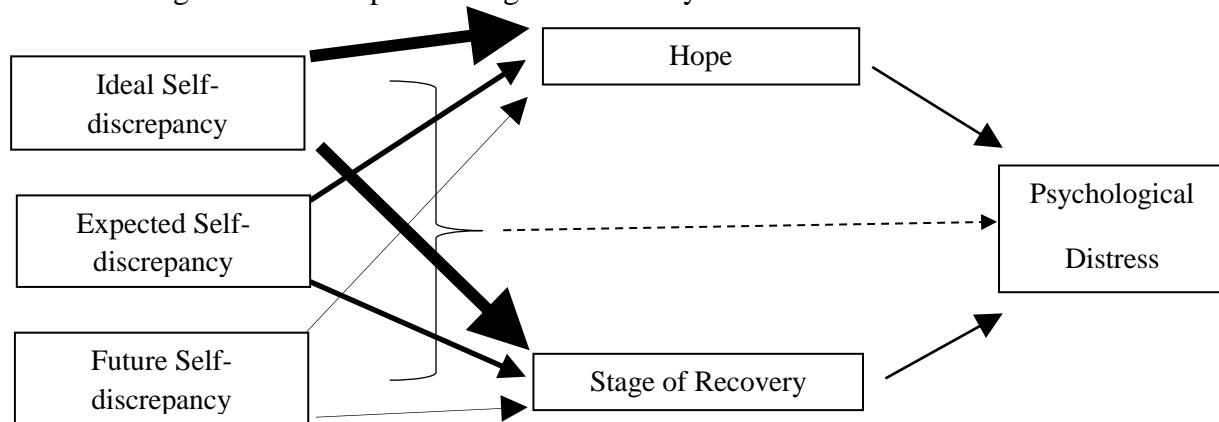 Ideal Self-
discrepancy
Expected Self-
discrepancy
Future Self-
discrepancy
Hope
Stage of Recovery
Psychological
Distress